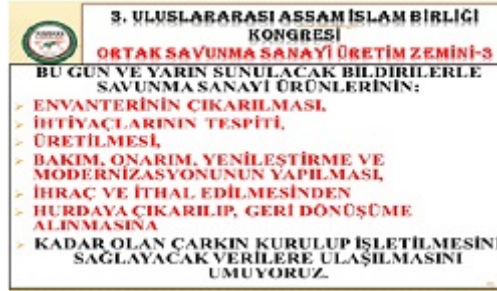 3. ULUSLARARASI ASSAM İSLAM BİRLİĞİ
KONGRESİ
ORTAK SAVUNMA SANAYİ ÜRETİM ZEMİNİ-3
BU GÜN VE YARIN SUNULACAK BİLDİRİLERLE
SAVUNMA SANAYİ ÜRÜNLERİNİN:
ENVANTERİNİN ÇIKARILMASI,
İHTİYAÇLARININ TESPİTİ,
ÜRETİLMESİ,
BAKIM, ONARIM, YENİLEŞTİRME VE
MODERNİZASYONUNUN YAPILMASI,
İHRAÇ VE İTHAL EDİLMESİNDEN
HURDAYA ÇIKARILIP, GERİ DÖNÜŞÜME
ALINMASINA
KADAR OLAN ÇARKIN KURULUP İŞLETİLMESİNİ
SAĞLAYACAK VERİLERE ULAŞILMASINI
UMUYORUZ.